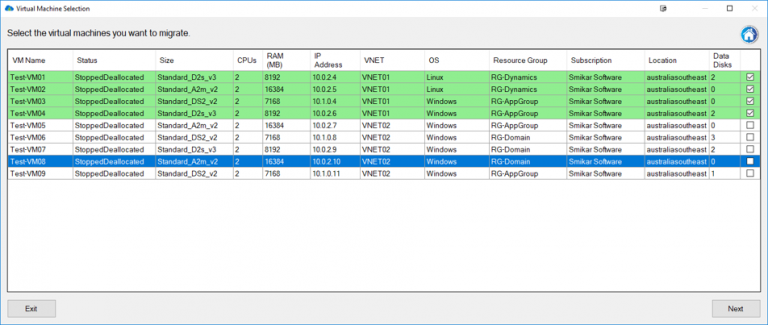 Virtual Machine Selection
Select the virtual machines you want to migrate.
VM Name Status Size CPUs RAM (MB) IP Address VNET OS Resource Group Subscription Location Data Disks
Test-VM01 StoppedDeallocated Standard_D2s_v3 2 8192 10.0.2.4 VNET01 Linux RG-Dynamics Smikar Software australiasoutheast 2
Test-VM02 StoppedDeallocated Standard_A2m_v2 2 16384 10.0.2.5 VNET01 Linux RG-Dynamics Smikar Software australiasoutheast 0
Test-VM03 StoppedDeallocated Standard_DS2_v2 2 7168 10.1.0.4 VNET01 Windows RG-AppGroup Smikar Software australiasoutheast 0
Test-VM04 StoppedDeallocated Standard_D2s_v3 2 8192 10.0.2.6 VNET01 Windows RG-AppGroup Smikar Software australiasoutheast 2
Test-VM05 StoppedDeallocated Standard_A2m_v2 2 16384 10.0.2.7 VNET02 Windows RG-AppGroup Smikar Software australiasoutheast 0
Test-VM06 StoppedDeallocated Standard_DS2_v2 2 7168 10.1.0.8 VNET02 Windows RG-Domain Smikar Software australiasoutheast 3
Test-VM07 StoppedDeallocated Standard_D2s_v3 2 8192 10.0.2.9 VNET02 Windows RG-Domain Smikar Software australiasoutheast 2
Test-VM08 StoppedDeallocated Standard_A2m_v2 2 16384 10.0.2.10 VNET02 Windows RG-Domain Smikar Software australiasoutheast 0
Test-VM09 StoppedDeallocated Standard_DS2_v2 2 7168 10.1.0.11 VNET02 Windows RG-AppGroup Smikar Software australiasoutheast 1
Exit Next